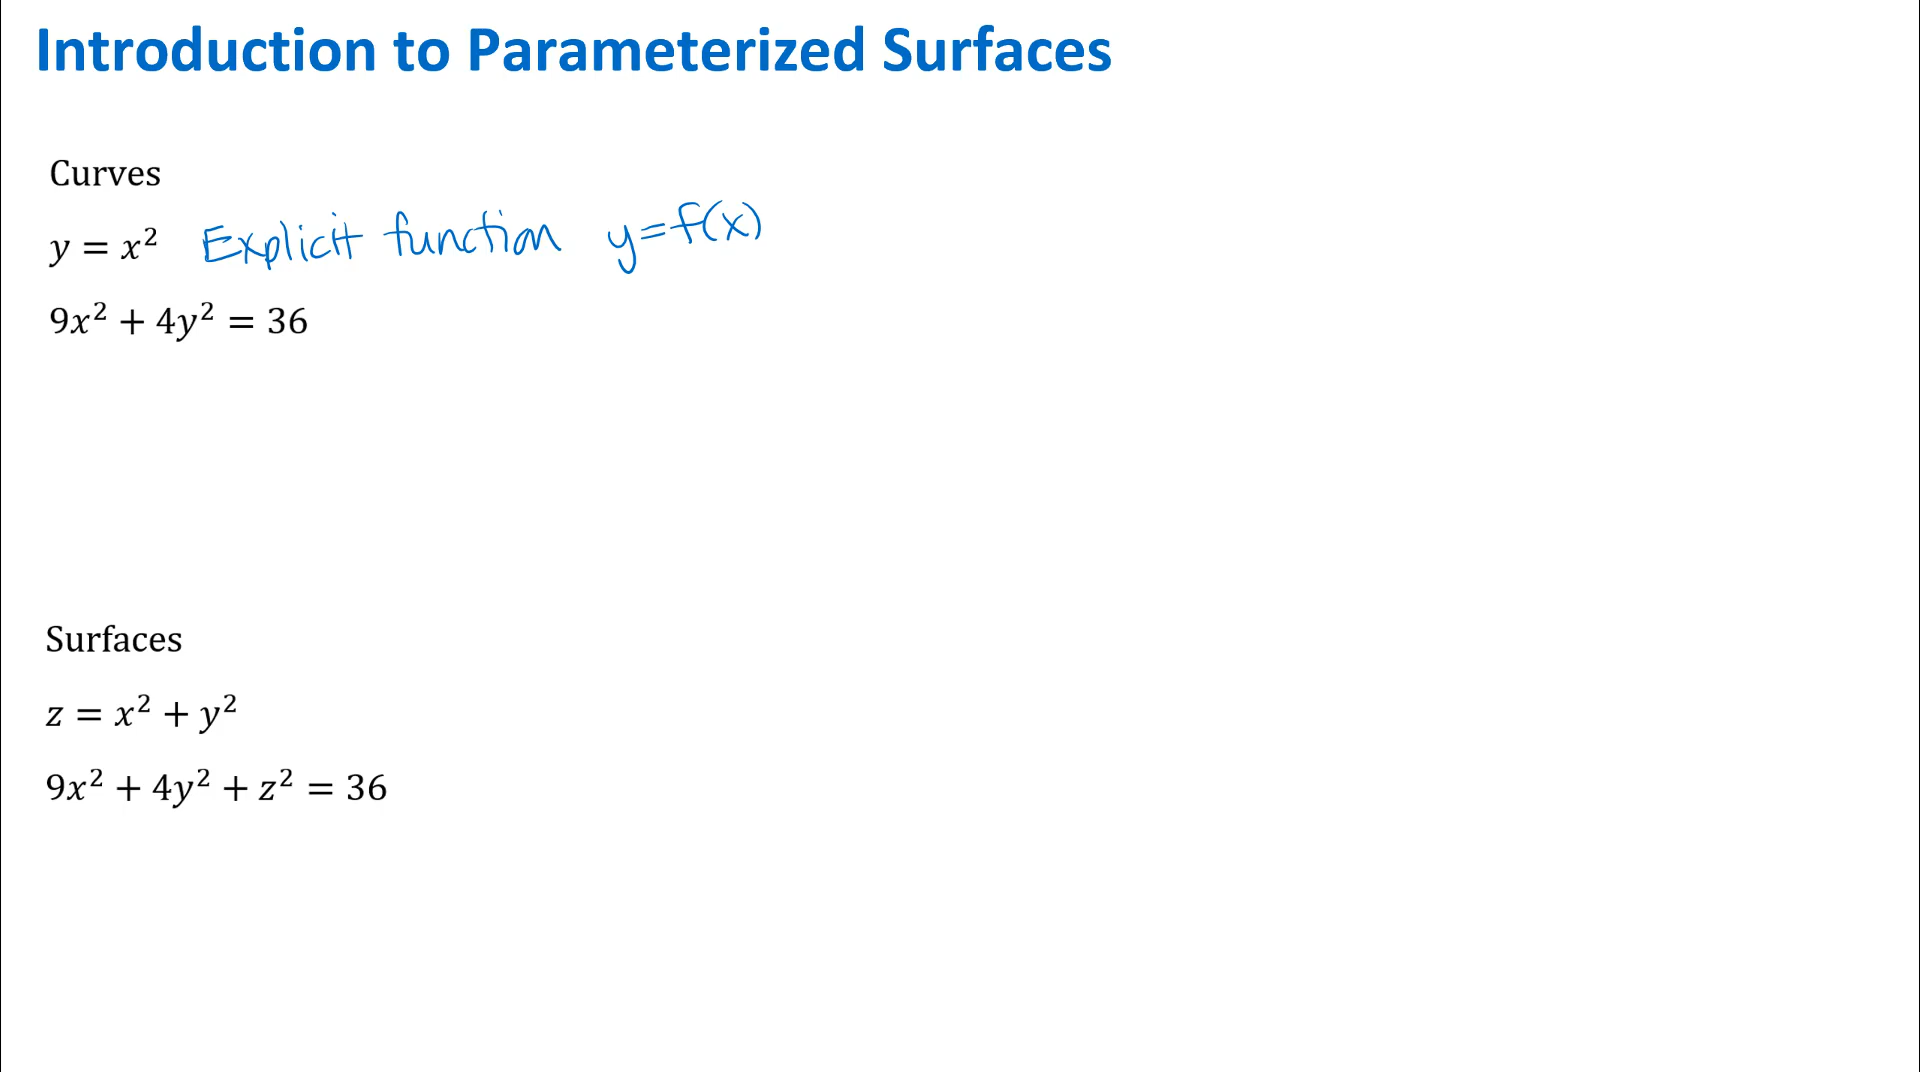 Introduction to Parameterized Surfaces
Curves
y = x² Explicit function y=f(x)
9x² + 4y² = 36
Surfaces
z = x² + y²
9x² + 4y² + z² = 36